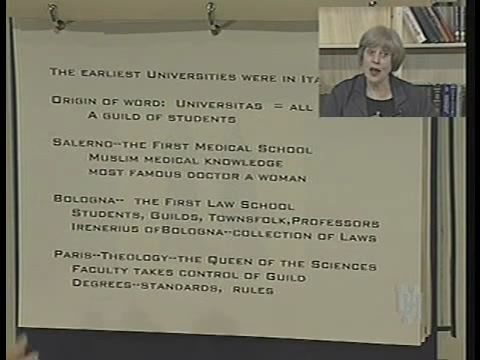 THE EARLIEST UNIVERSITIES WERE IN
ORIGIN OF WORD: UNIVERSITAS = ALL
A GUILD OF STUDENTS
SALERNO--THE FIRST MEDICAL SCHOOL
MUSLIM MEDICAL KNOWLEDGE
MOST FAMOUS DOCTOR A WOMAN
BOLOGNA-- THE FIRST LAW SCHOOL
STUDENTS, GUILDS, TOWNSFOLK,PROFESSORS
IRENERIUS OFBOLOGNA--COLLECTION OF LAWS
PARIS--THEOLOGY--THE QUEEN OF THE SCIENCES
FACULTY TAKES CONTROL OF GUILD
DEGREES--STANDARDS, RULES